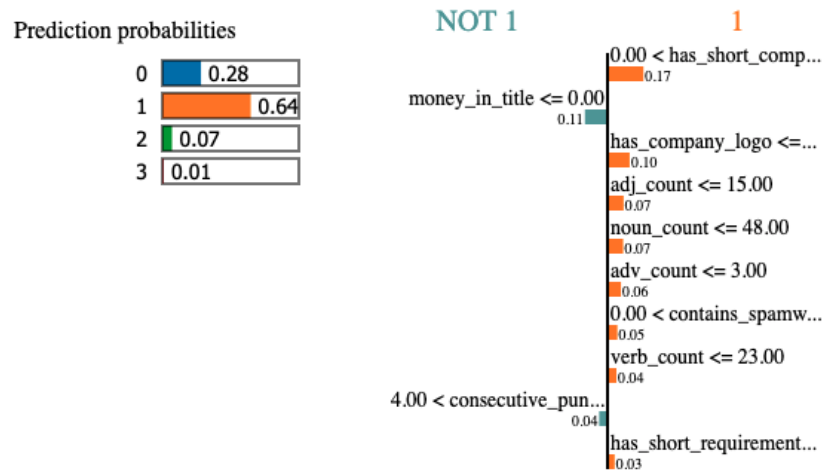 Prediction probabilities
0 0.28
1 0.64
2 0.07
3 0.01
NOT 1 1
0.00 < has_short_comp...
0.17
money_in_title <= 0.00
0.11
has_company_logo <=...
0.10
adj_count <= 15.00
0.07
noun_count <= 48.00
0.07
adv_count <= 3.00
0.06
0.00 < contains_spamw...
0.05
verb_count <= 23.00
0.04
4.00 < consecutive_pun...
0.04
has_short_requirement...
0.03